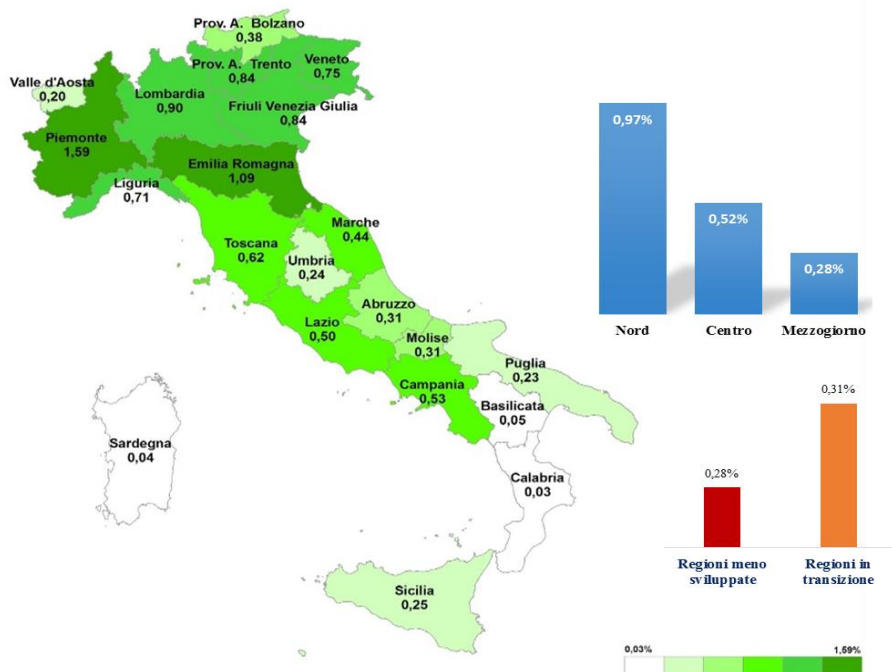 Prov. A. Bolzano
0,38
Prov. A. Trento
0,84
Veneto
0,75
Valle d'Aosta
0,20
Lombardia
0,90
Friuli Venezia Giulia
0,84
Piemonte
1,59
Emilia Romagna
1,09
Liguria
0,71
Marche
0,44
Toscana
0,62
Umbria
0,24
Abruzzo
0,31
Lazio
0,50
Molise
0,31
Puglia
0,23
Campania
0,53
Basilicata
0,05
Sardegna
0,04
Calabria
0,03
Sicilia
0,25
0,97%
0,52%
0,28%
Nord
Centro
Mezzogiorno
0,31%
0,28%
Regioni meno
sviluppate
Regioni in
transizione
0,03%
1,59%